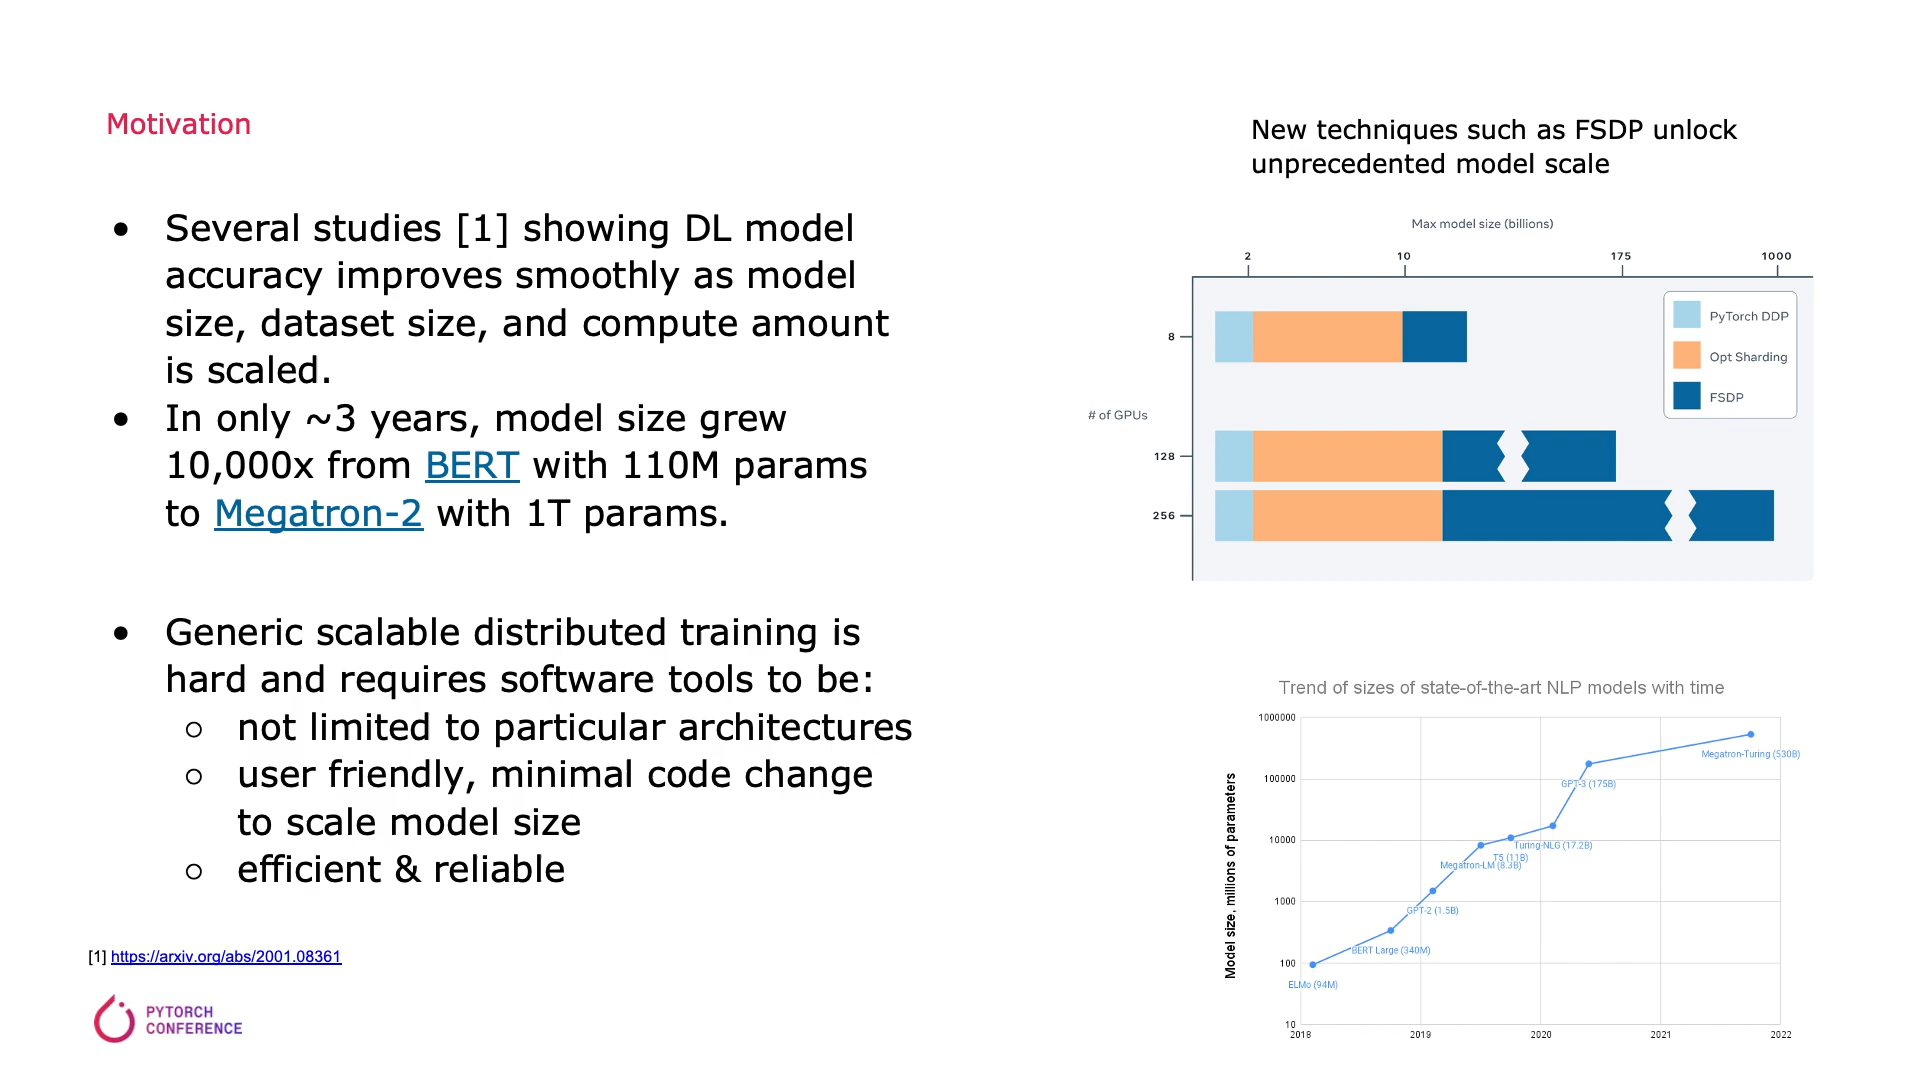 Motivation
● Several studies [1] showing DL model
accuracy improves smoothly as model
size, dataset size, and compute amount
is scaled.
● In only ~3 years, model size grew
10,000x from BERT with 110M params
to Megatron-2 with 1T params.
● Generic scalable distributed training is
hard and requires software tools to be:
○ not limited to particular architectures
○ user friendly, minimal code change
to scale model size
○ efficient & reliable
[1] https://arxiv.org/abs/2001.08361
PYTORCH
CONFERENCE
New techniques such as FSDP unlock
unprecedented model scale
Max model size (billions)
2 10 175 1000
PyTorch DDP
Opt Sharding
FSDP
# of GPUs
8
128
256
Trend of sizes of state-of-the-art NLP models with time
Model size, millions of parameters
1000000
100000
10000
1000
100
10
Megatron-Turing (530B)
GPT-3 (175B)
Turing-NLG (17.2B)
T5 (11B)
Megatron-LM (8.3B)
GPT-2 (1.5B)
BERT Large (340M)
ELMo (94M)
2018 2019 2020 2021 2022